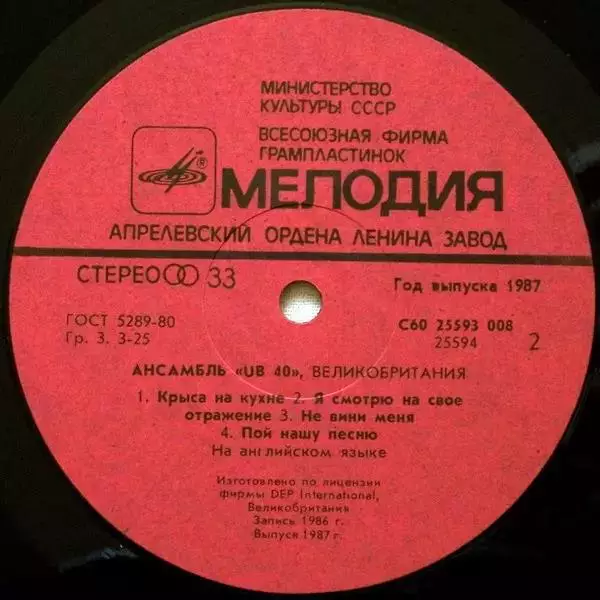 МИНИСТЕРСТВО
КУЛЬТУРЫ СССР
ВСЕСОЮЗНАЯ ФИРМА
ГРАМПЛАСТИНОК
®
МЕЛОДИЯ
АПРЕЛЕВСКИЙ ОРДЕНА ЛЕНИНА ЗАВОД
СТЕРЕО 33
Год выпуска 1987
ГОСТ 5289-80
Гр. 3. 3-25
С60 25593 008
25594
2
АНСАМБЛЬ «UB 40», ВЕЛИКОБРИТАНИЯ
1. Крыса на кухне 2. Я смотрю на свое
отражение 3. Не вини меня
4. Пой нашу песню
На английском языке
Изготовлено по лицензии
фирмы DEP International,
Великобритания
Запись 1986 г.
Выпуск 1987 г.